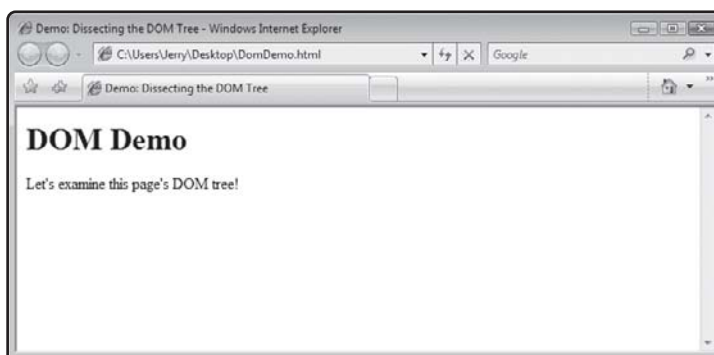 Demo: Dissecting the DOM Tree - Windows Internet Explorer
C:\Users\Jerry\Desktop\DomDemo.html
Google
Demo: Dissecting the DOM Tree
DOM Demo
Let's examine this page's DOM tree!